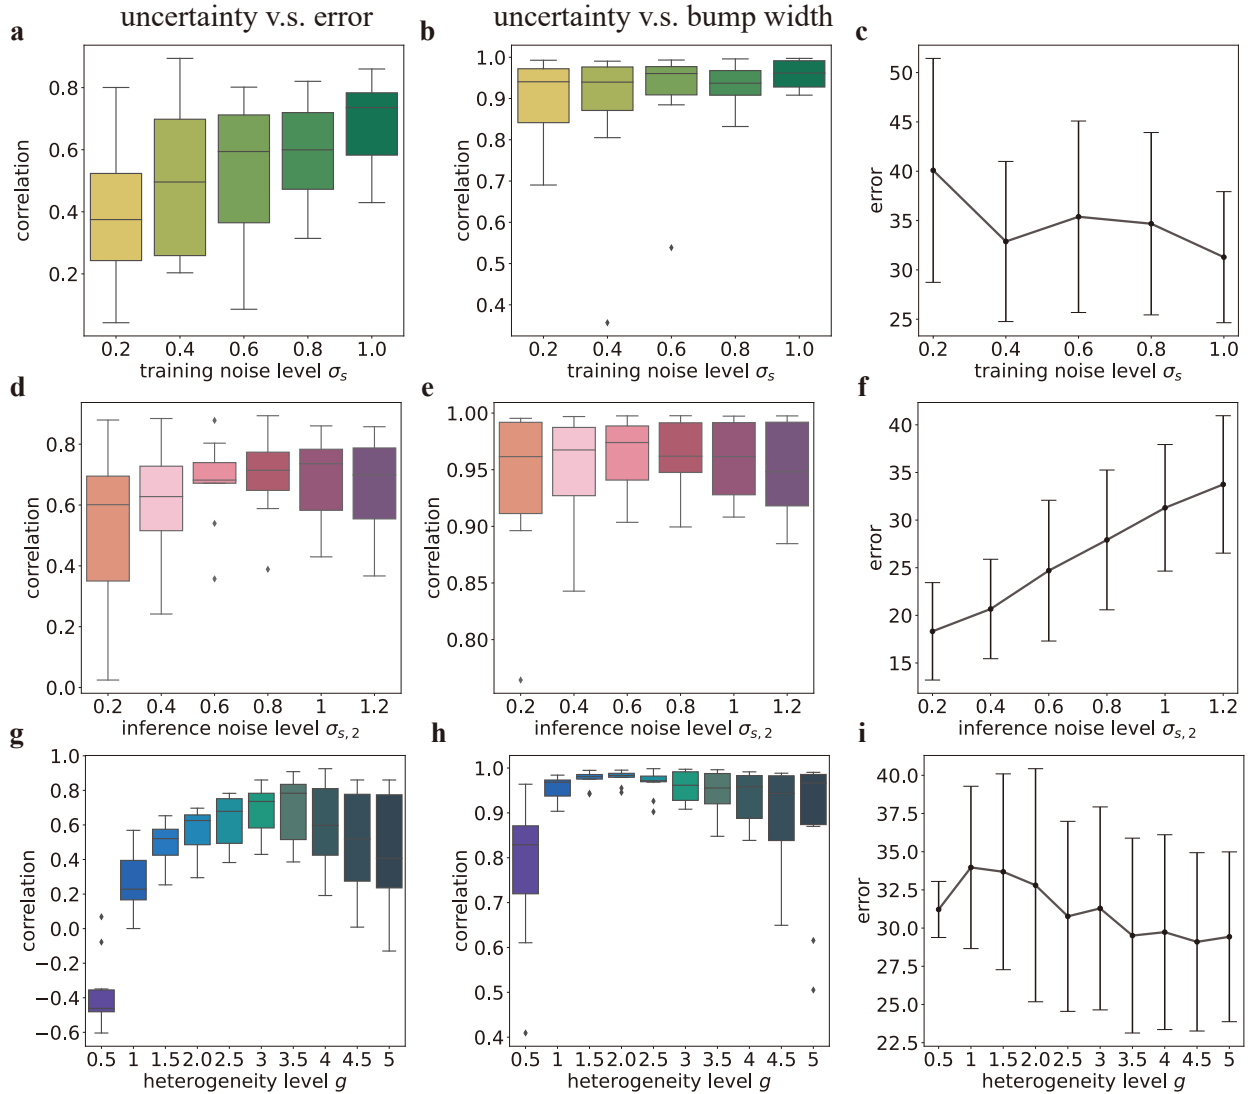 uncertainty v.s. error
uncertainty v.s. bump width
a
0.8
0.6
0.4
0.2
correlation
0.2 0.4 0.6 0.8 1.0
training noise level σs
b
1.0
0.9
0.8
0.7
0.6
0.5
0.4
correlation
0.2 0.4 0.6 0.8 1.0
training noise level σs
c
50
45
40
35
30
25
error
0.2 0.4 0.6 0.8 1.0
training noise level σs
d
0.8
0.6
0.4
0.2
0.0
correlation
0.2 0.4 0.6 0.8 1 1.2
inference noise level σs, 2
e
1.00
0.95
0.90
0.85
0.80
correlation
0.2 0.4 0.6 0.8 1 1.2
inference noise level σs, 2
f
40
35
30
25
20
15
error
0.2 0.4 0.6 0.8 1 1.2
inference noise level σs, 2
g
1.0
0.8
0.6
0.4
0.2
0.0
−0.2
−0.4
−0.6
correlation
0.5 1 1.5 2.0 2.5 3 3.5 4 4.5 5
heterogeneity level g
h
1.0
0.9
0.8
0.7
0.6
0.5
0.4
correlation
0.5 1 1.5 2.0 2.5 3 3.5 4 4.5 5
heterogeneity level g
i
40.0
37.5
35.0
32.5
30.0
27.5
25.0
22.5
error
0.5 1 1.5 2.0 2.5 3 3.5 4 4.5 5
heterogeneity level g